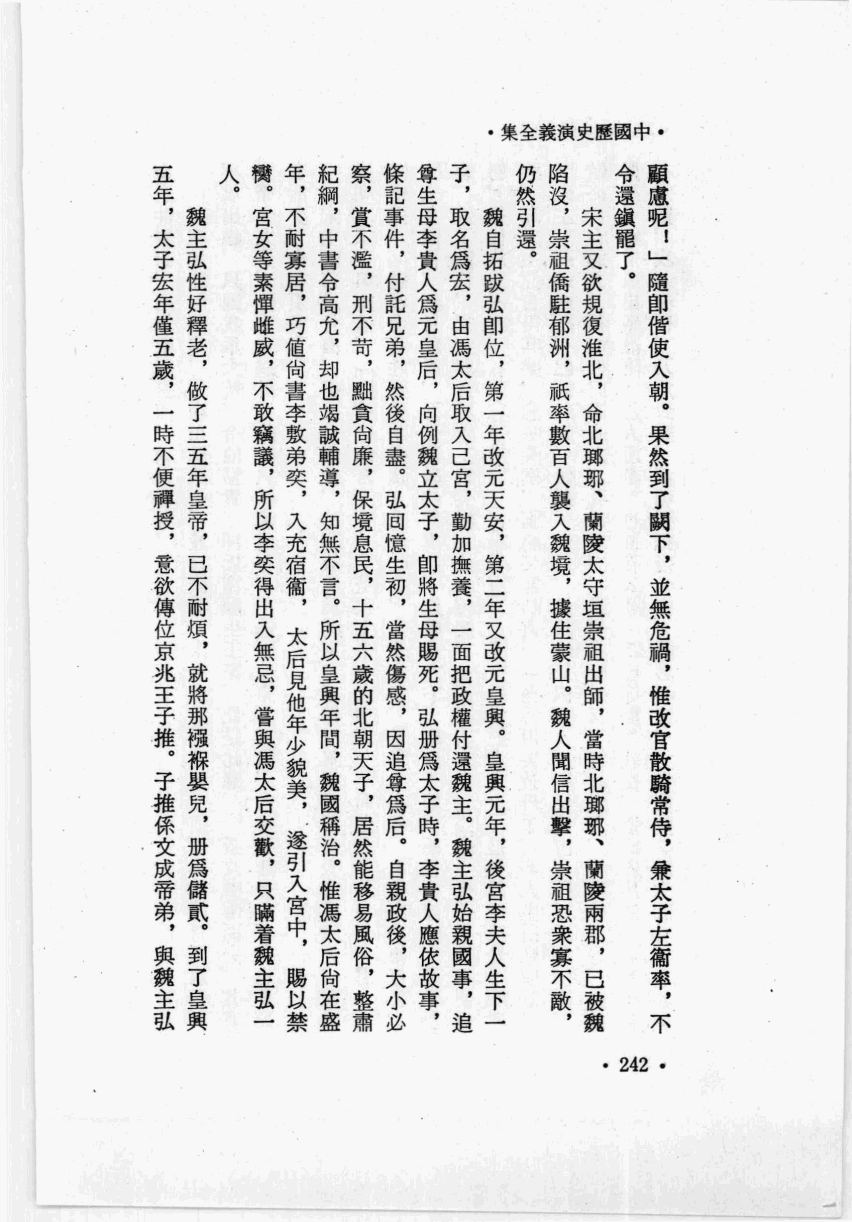 •中國歷史演義全集•
顧慮呢！」隨卽偕使入朝。果然到了闕下，並無危禍，惟改官散騎常侍，兼太子左衞率，不
令還鎭罷了。
宋主又欲規復淮北，命北瑯琊、蘭陵太守垣崇祖出師，當時北瑯琊、蘭陵兩郡，已被魏
陷沒，崇祖僑駐郁洲，祇率數百人襲入魏境，據住蒙山。魏人聞信出擊，崇祖恐衆寡不敵，
仍然引還。
魏自拓跋弘卽位，第一年改元天安，第二年又改元皇興。皇興元年，後宮李夫人生下一
子，取名爲宏，由馮太后取入己宮，勤加撫養，一面把政權付還魏主。魏主弘始親國事，追
尊生母李貴人爲元皇后，向例魏立太子，卽將生母賜死。弘册爲太子時，李貴人應依故事，
條記事件，付託兄弟，然後自盡。弘囘憶生初，當然傷感，因追尊爲后。自親政後，大小必
察，賞不濫，刑不苛，黜貪尙廉，保境息民，十五六歲的北朝天子，居然能移易風俗，整肅
紀綱，中書令高允，却也竭誠輔導，知無不言。所以皇興年間，魏國稱治。惟馮太后尙在盛
年，不耐寡居，巧値尙書李敷弟奕，入充宿衞，太后見他年少貌美，遂引入宮中，賜以禁
臠。宮女等素憚雌威，不敢竊議，所以李奕得出入無忌，嘗與馮太后交歡，只瞞着魏主弘一
人。
魏主弘性好釋老，做了三五年皇帝，已不耐煩，就將那襁褓嬰兒，册爲儲貳。到了皇興
五年，太子宏年僅五歲，一時不便禪授，意欲傳位京兆王子推。子推係文成帝弟，與魏主弘
•242•